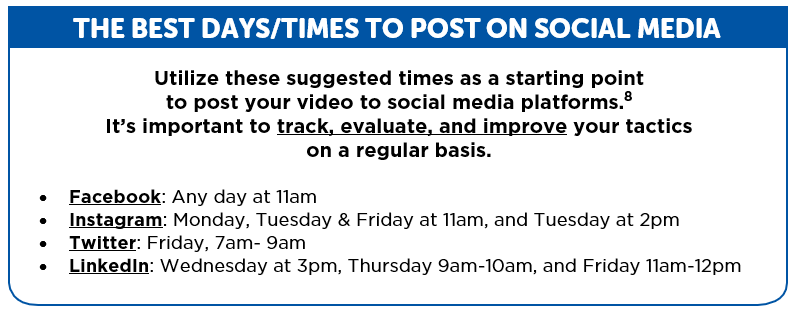 THE BEST DAYS/TIMES TO POST ON SOCIAL MEDIA
Utilize these suggested times as a starting point
to post your video to social media platforms.8
It's important to track, evaluate, and improve your tactics
on a regular basis.
• Facebook: Any day at 11am
• Instagram: Monday, Tuesday & Friday at 11am, and Tuesday at 2pm
• Twitter: Friday, 7am- 9am
• LinkedIn: Wednesday at 3pm, Thursday 9am-10am, and Friday 11am-12pm